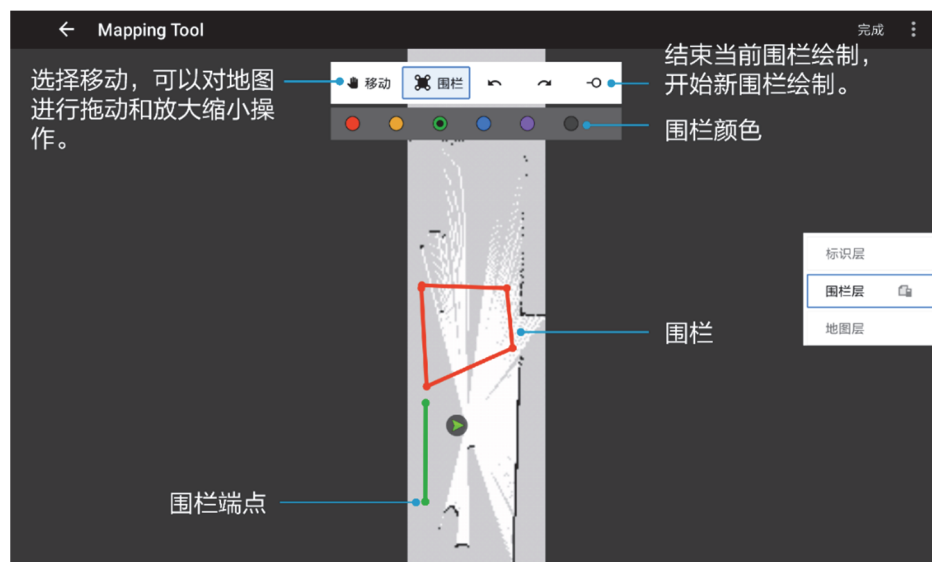 Mapping Tool
完成
选择移动，可以对地图
进行拖动和放大缩小操
作。
移动
围栏
结束当前围栏绘制，
开始新围栏绘制。
围栏颜色
标识层
围栏层
地图层
围栏
围栏端点